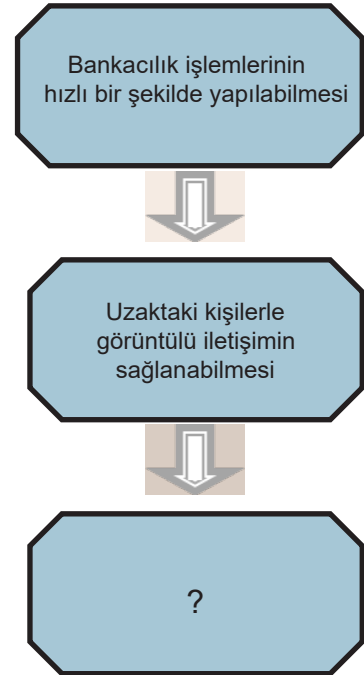 Bankacılık işlemlerinin
hızlı bir şekilde yapılabilmesi
Uzaktaki kişilerle
görüntülü iletişimin
sağlanabilmesi
?